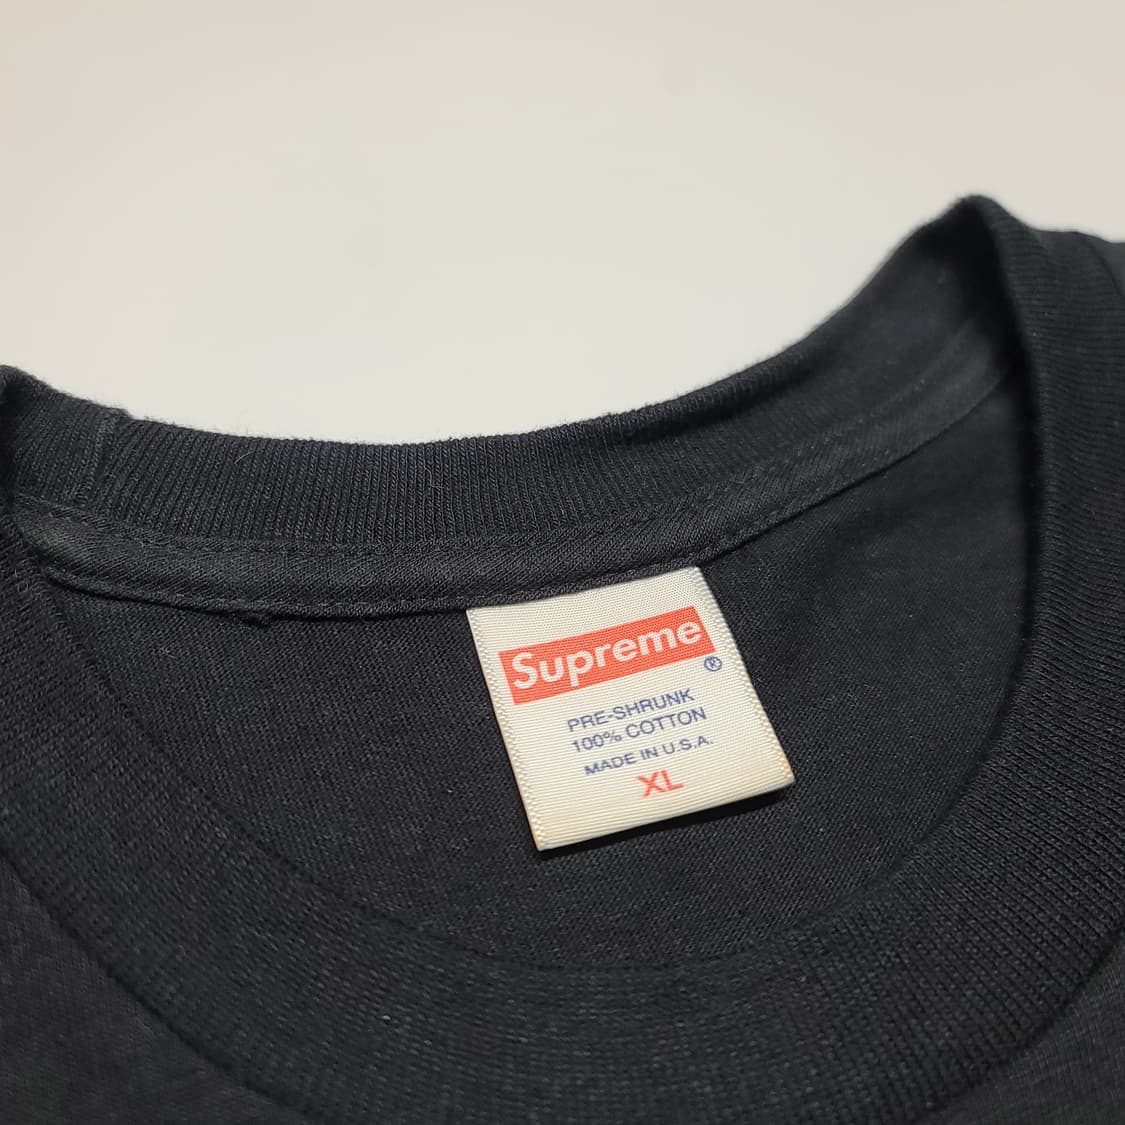 Supreme
®
PRE-SHRUNK
100% COTTON
MADE IN U.S.A.
XL